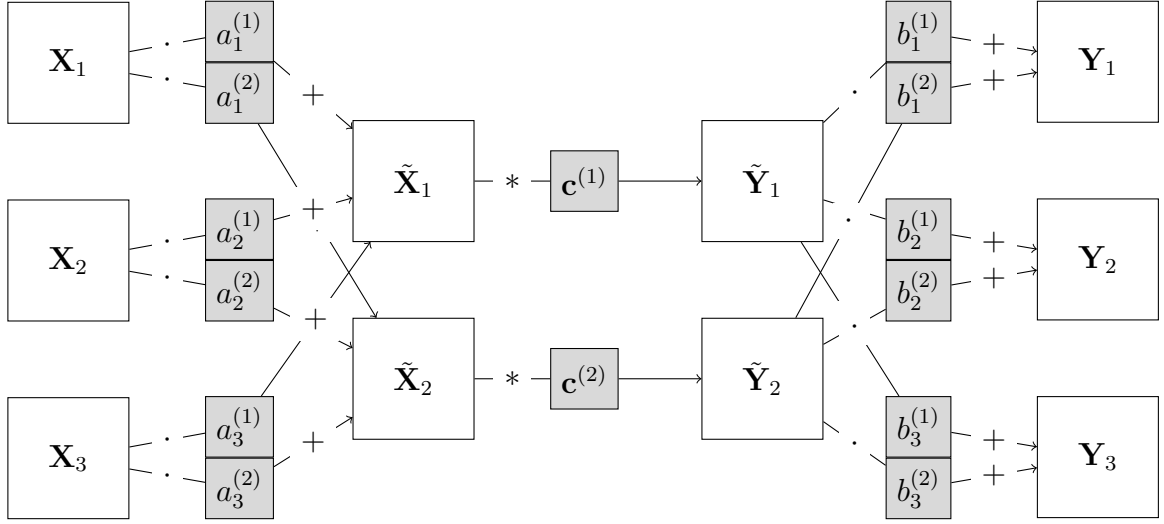 X₁ · a₁⁽¹⁾ b₁⁽¹⁾ + Y₁
· a₁⁽²⁾ + · b₁⁽²⁾ +
X̃₁ * c⁽¹⁾ Ỹ₁
X₂ · a₂⁽¹⁾ + · b₂⁽¹⁾ + Y₂
· a₂⁽²⁾ · b₂⁽²⁾ +
+ + ·
X̃₂ * c⁽²⁾ Ỹ₂
X₃ · a₃⁽¹⁾ b₃⁽¹⁾ + Y₃
· a₃⁽²⁾ + · b₃⁽²⁾ +